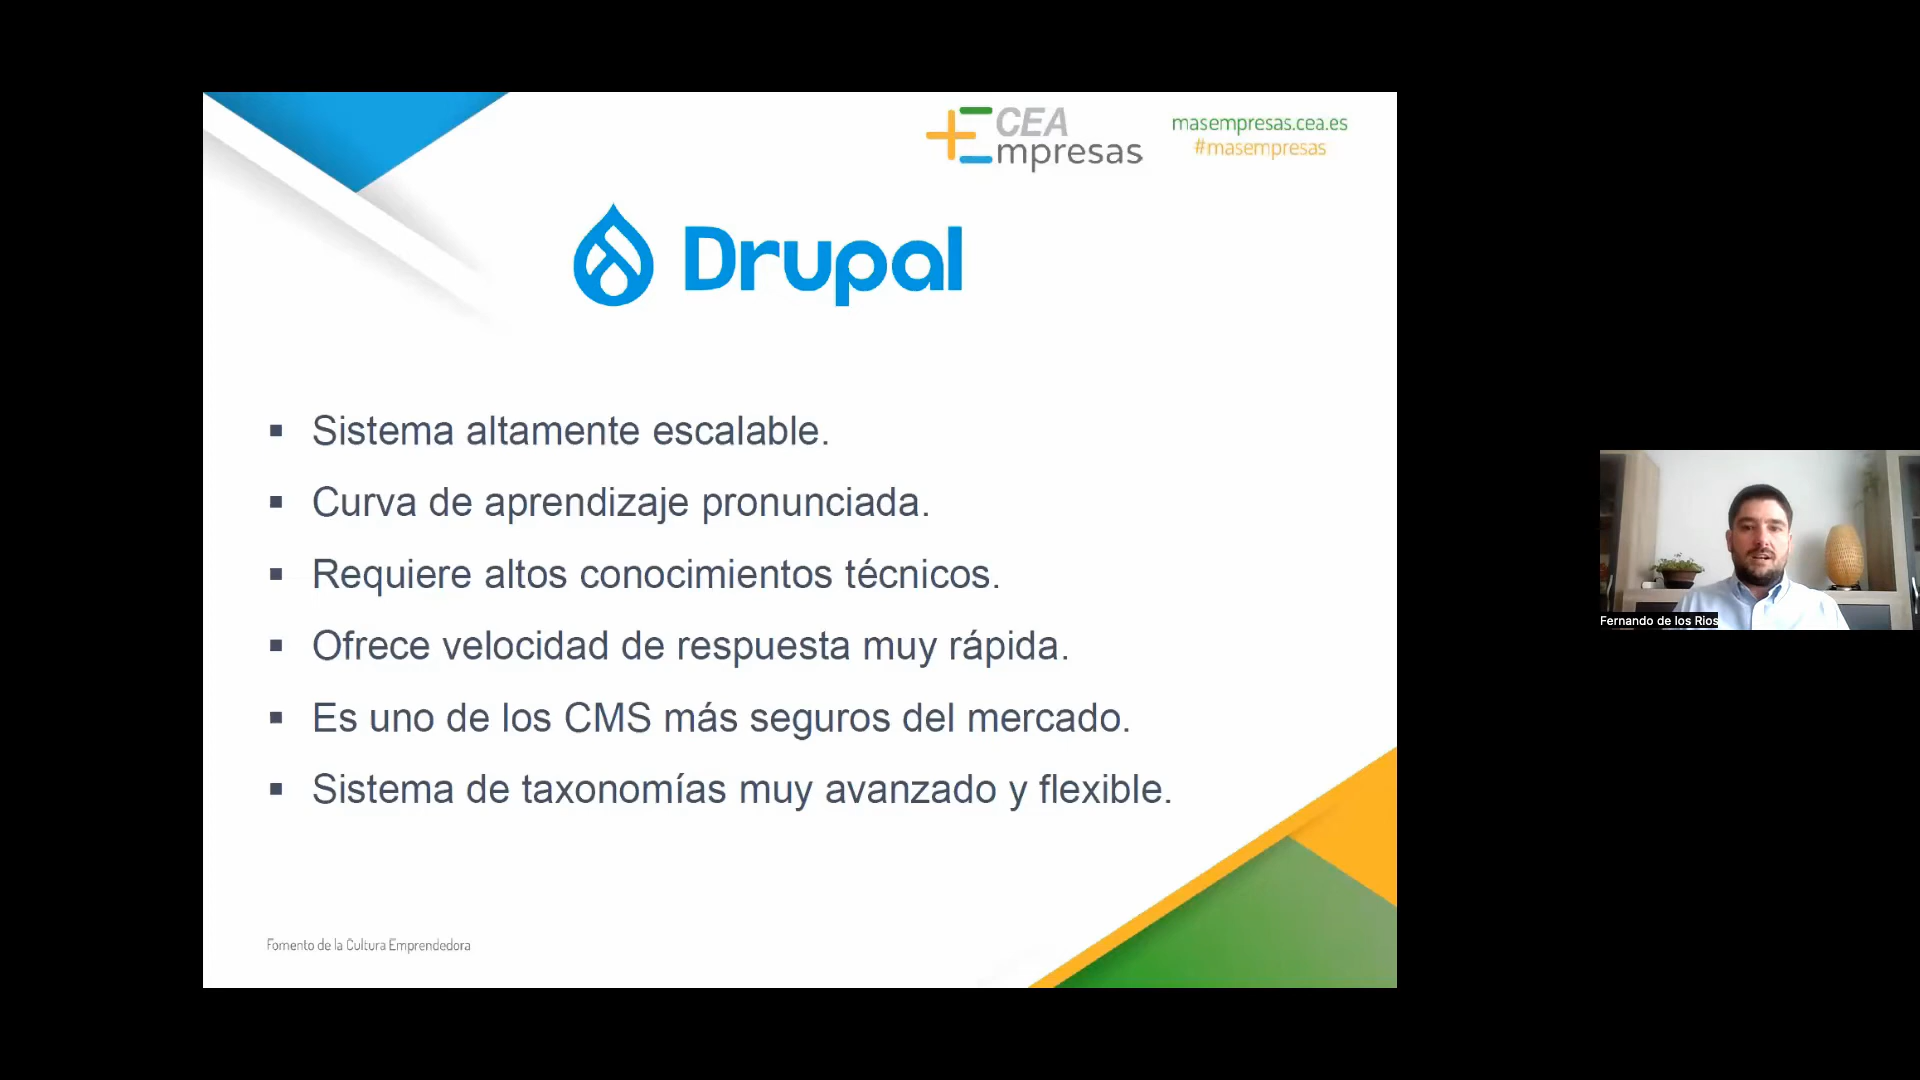 CEA
mpresas
masempresas.cea.es
#masempresas
Drupal
▪ Sistema altamente escalable.
▪ Curva de aprendizaje pronunciada.
▪ Requiere altos conocimientos técnicos.
▪ Ofrece velocidad de respuesta muy rápida.
▪ Es uno de los CMS más seguros del mercado.
▪ Sistema de taxonomías muy avanzado y flexible.
Fomento de la Cultura Emprendedora
Fernando de los Rios